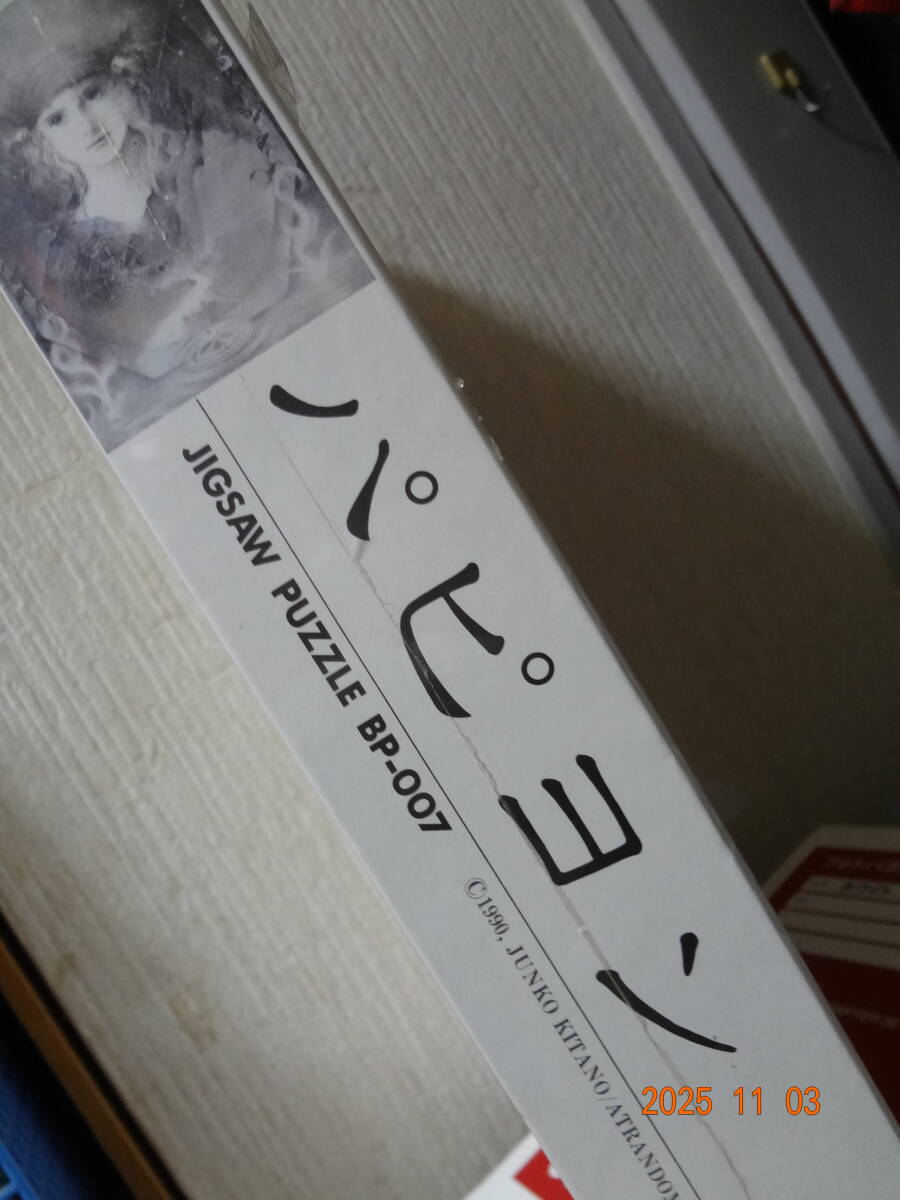 パピヨン
JIGSAW PUZZLE BP-007
©1990, JUNKO KITANO/ATRANDOM
2025 11 03